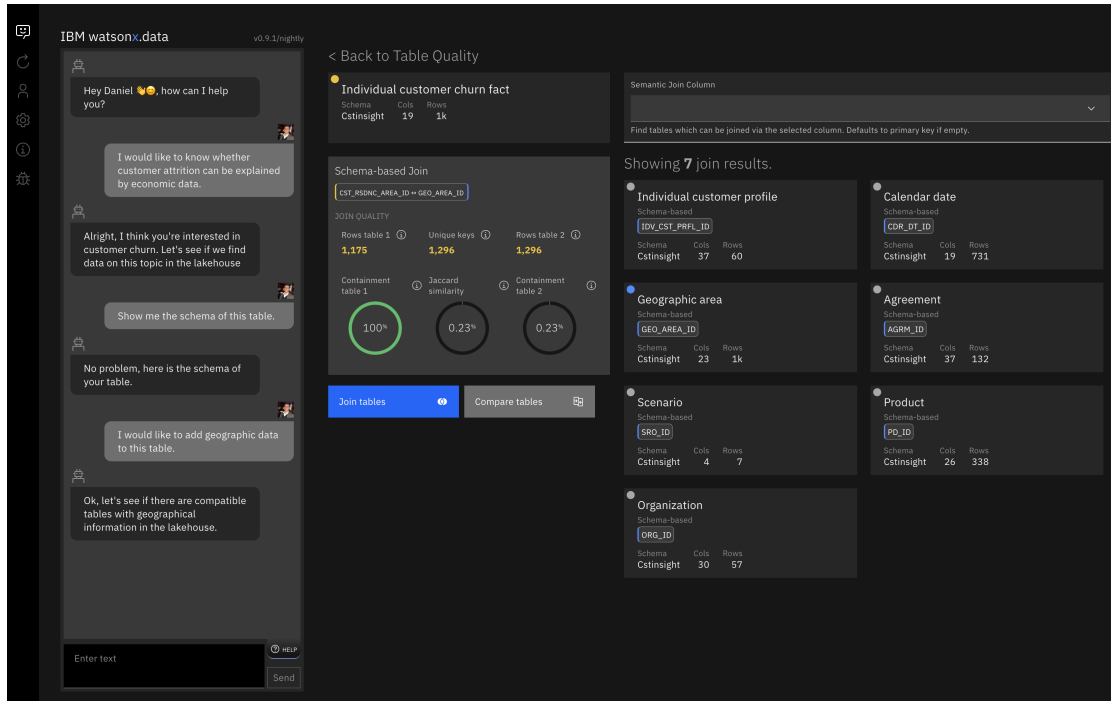 IBM watsonx.data
v0.9.1/nightly
Hey Daniel 👋😊, how can I help
you?
I would like to know whether
customer attrition can be explained
by economic data.
Alright, I think you're interested in
customer churn. Let's see if we find
data on this topic in the lakehouse
Show me the schema of this table.
No problem, here is the schema of
your table.
I would like to add geographic data
to this table.
Ok, let's see if there are compatible
tables with geographical
information in the lakehouse.
Enter text
HELP
Send
< Back to Table Quality
Individual customer churn fact
Schema Cols Rows
Cstinsight 19 1k
Schema-based Join
CST_RSDNC_AREA_ID ↔ GEO_AREA_ID
JOIN QUALITY
Rows table 1 Unique keys Rows table 2
1,175 1,296 1,296
Containment
table 1
Jaccard
similarity
Containment
table 2
100% 0.23% 0.23%
Join tables
Compare tables
Semantic Join Column
Find tables which can be joined via the selected column. Defaults to primary key if empty.
Showing 7 join results.
Individual customer profile
Schema-based
IDV_CST_PRFL_ID
Schema Cols Rows
Cstinsight 37 60
Calendar date
Schema-based
CDR_DT_ID
Schema Cols Rows
Cstinsight 19 731
Geographic area
Schema-based
GEO_AREA_ID
Schema Cols Rows
Cstinsight 23 1k
Agreement
Schema-based
AGRM_ID
Schema Cols Rows
Cstinsight 37 132
Scenario
Schema-based
SRO_ID
Schema Cols Rows
Cstinsight 4 7
Product
Schema-based
PD_ID
Schema Cols Rows
Cstinsight 26 338
Organization
Schema-based
ORG_ID
Schema Cols Rows
Cstinsight 30 57